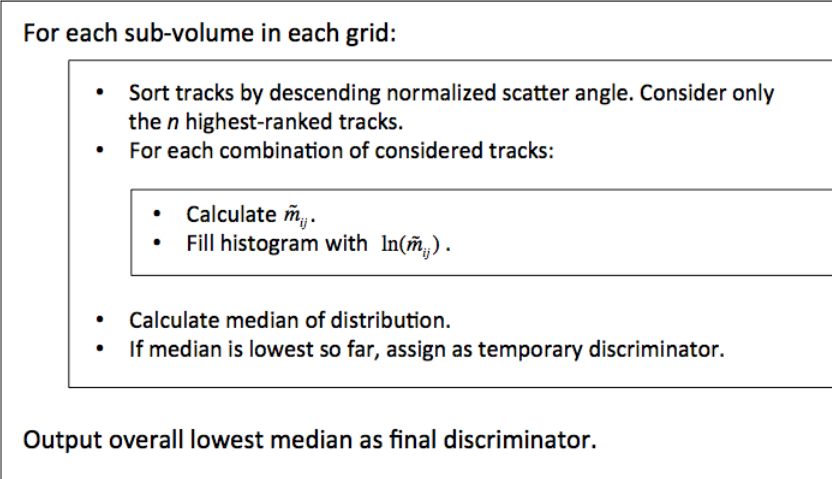 For each sub-volume in each grid:
• Sort tracks by descending normalized scatter angle. Consider only
the n highest-ranked tracks.
• For each combination of considered tracks:
• Calculate m̃ᵢⱼ.
• Fill histogram with ln(m̃ᵢⱼ).
• Calculate median of distribution.
• If median is lowest so far, assign as temporary discriminator.
Output overall lowest median as final discriminator.